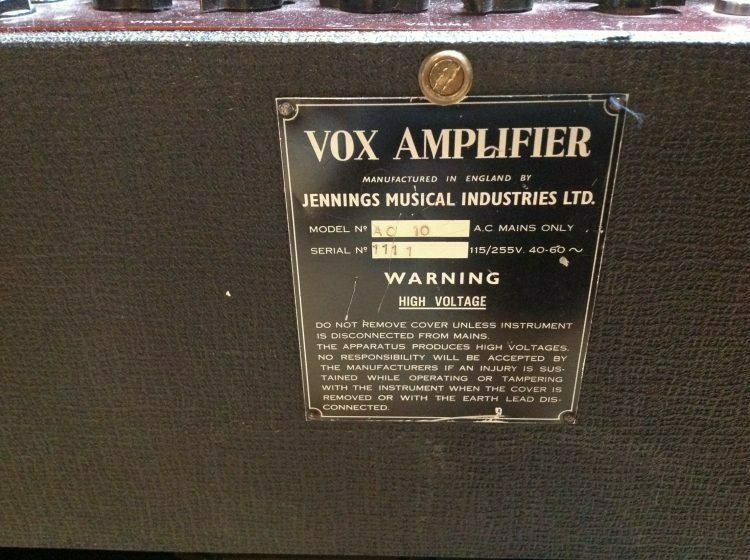 VOX AMPLIFIER
MANUFACTURED IN ENGLAND BY
JENNINGS MUSICAL INDUSTRIES LTD.
MODEL Nº AC 10 A.C MAINS ONLY
SERIAL Nº 1111 115/255V. 40-60 ~
WARNING
HIGH VOLTAGE
DO NOT REMOVE COVER UNLESS INSTRUMENT
IS DISCONNECTED FROM MAINS.
THE APPARATUS PRODUCES HIGH VOLTAGES.
NO RESPONSIBILITY WILL BE ACCEPTED BY
THE MANUFACTURERS IF AN INJURY IS SUS-
TAINED WHILE OPERATING OR TAMPERING
WITH THE INSTRUMENT WHEN THE COVER IS
REMOVED OR WITH THE EARTH LEAD DIS-
CONNECTED.